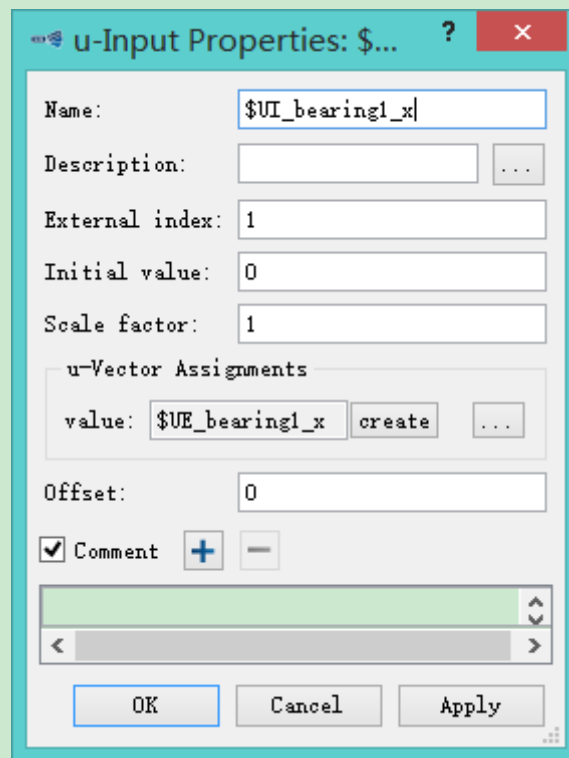 u-Input Properties: $... ? ×
Name: $UI_bearing1_x
Description: ...
External index: 1
Initial value: 0
Scale factor: 1
u-Vector Assignments
value: $UE_bearing1_x create ...
Offset: 0
Comment
OK Cancel Apply